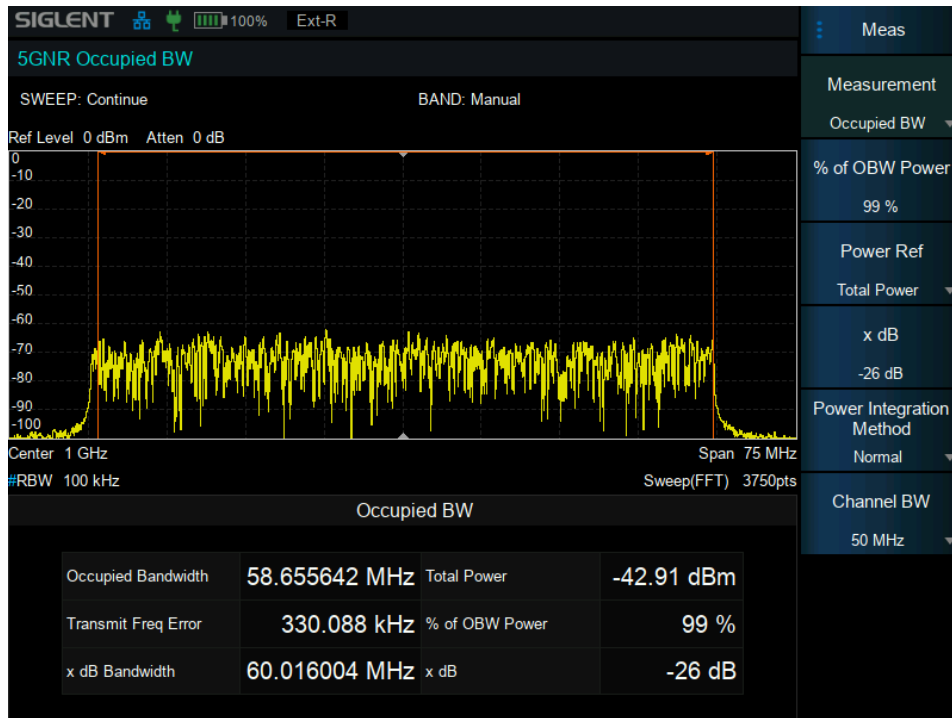 SIGLENT 100% Ext-R
Meas
5GNR Occupied BW
SWEEP: Continue BAND: Manual
Ref Level 0 dBm Atten 0 dB
0
-10
-20
-30
-40
-50
-60
-70
-80
-90
-100
Center 1 GHz Span 75 MHz
#RBW 100 kHz Sweep(FFT) 3750pts
Occupied BW
Occupied Bandwidth 58.655642 MHz Total Power -42.91 dBm
Transmit Freq Error 330.088 kHz % of OBW Power 99 %
x dB Bandwidth 60.016004 MHz x dB -26 dB
Measurement
Occupied BW
% of OBW Power
99 %
Power Ref
Total Power
x dB
-26 dB
Power Integration
Method
Normal
Channel BW
50 MHz